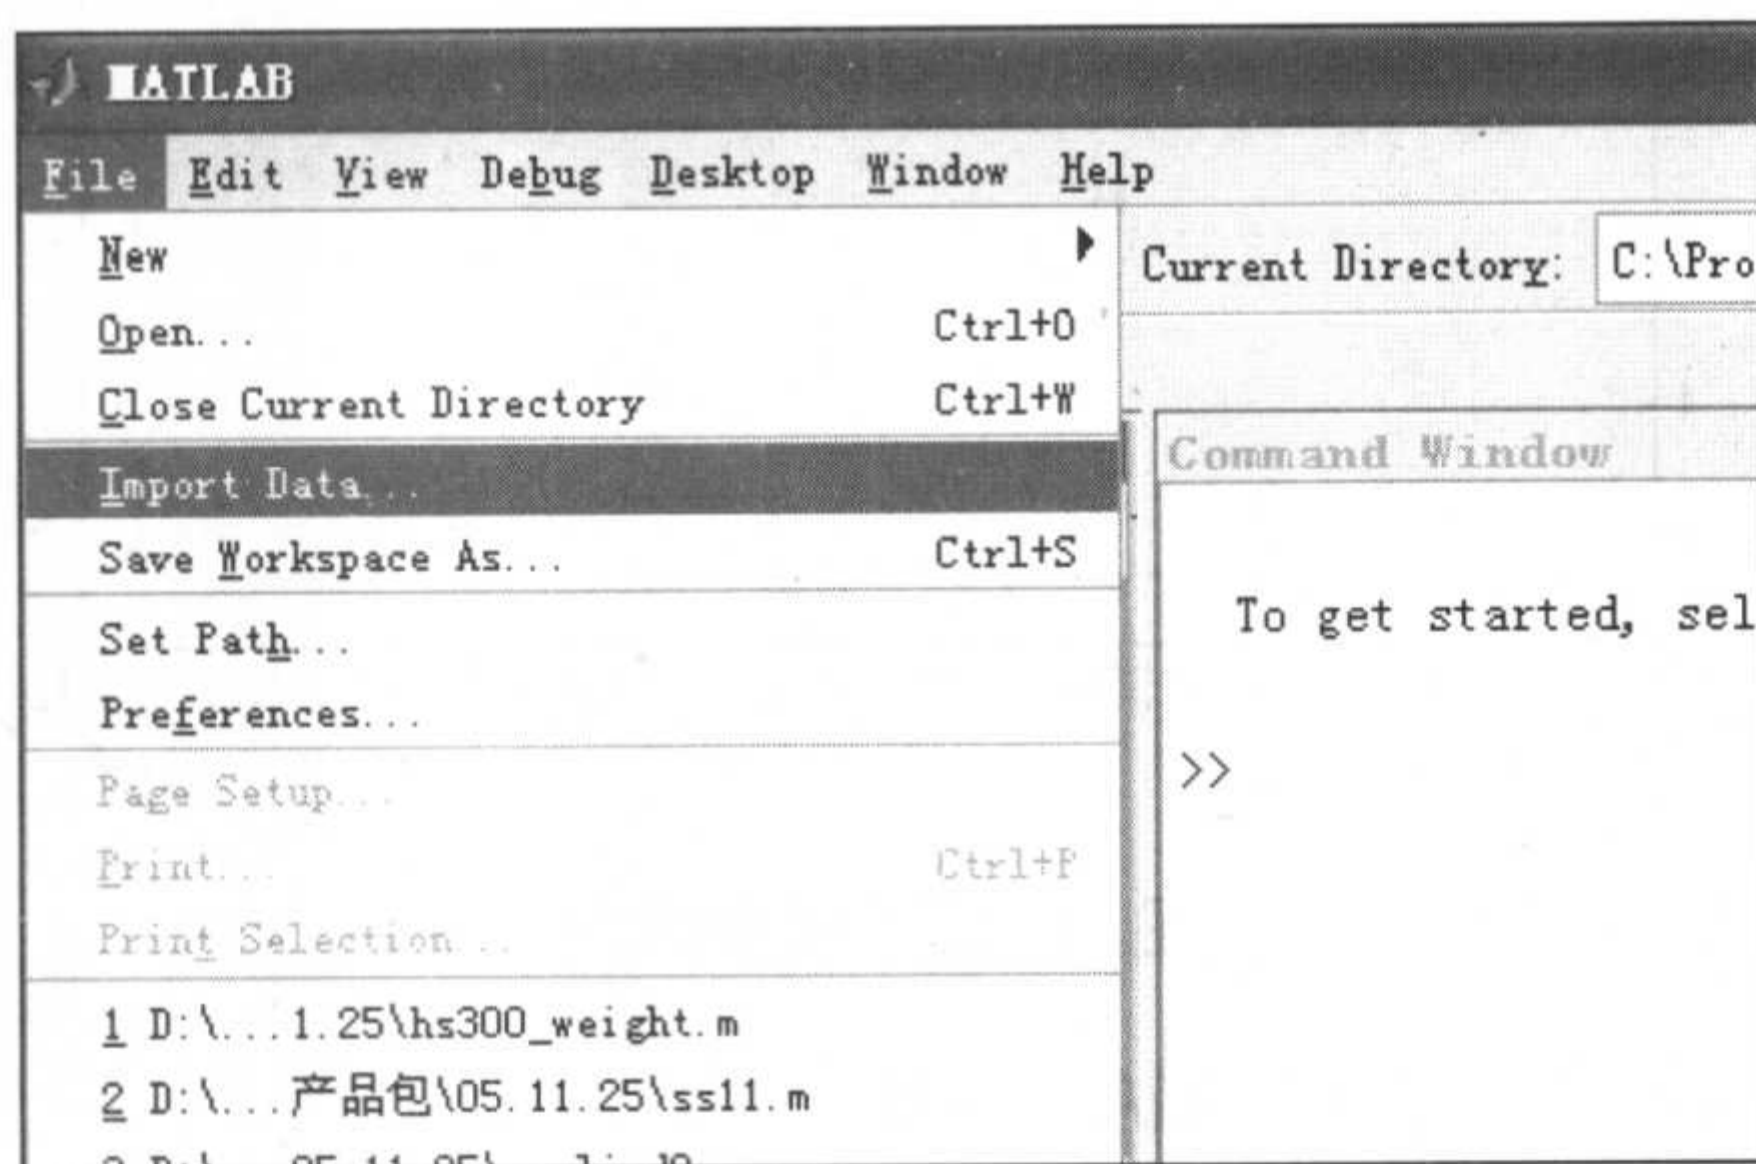 MATLAB
File Edit View Debug Desktop Window Help
New
Open... Ctrl+O
Close Current Directory Ctrl+W
Import Data...
Save Workspace As... Ctrl+S
Set Path...
Preferences...
Page Setup...
Print... Ctrl+P
Print Selection...
1 D:\...1.25\hs300_weight.m
2 D:\...产品包\05.11.25\ss11.m
Current Directory: C:\Pro
Command Window
To get started, sel
>>